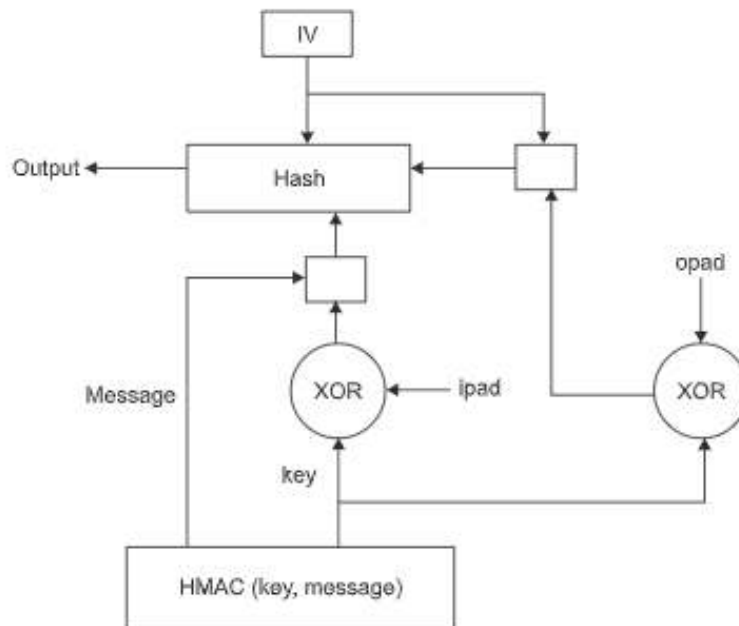 IV
Output
Hash
opad
Message
XOR
ipad
XOR
key
HMAC (key, message)